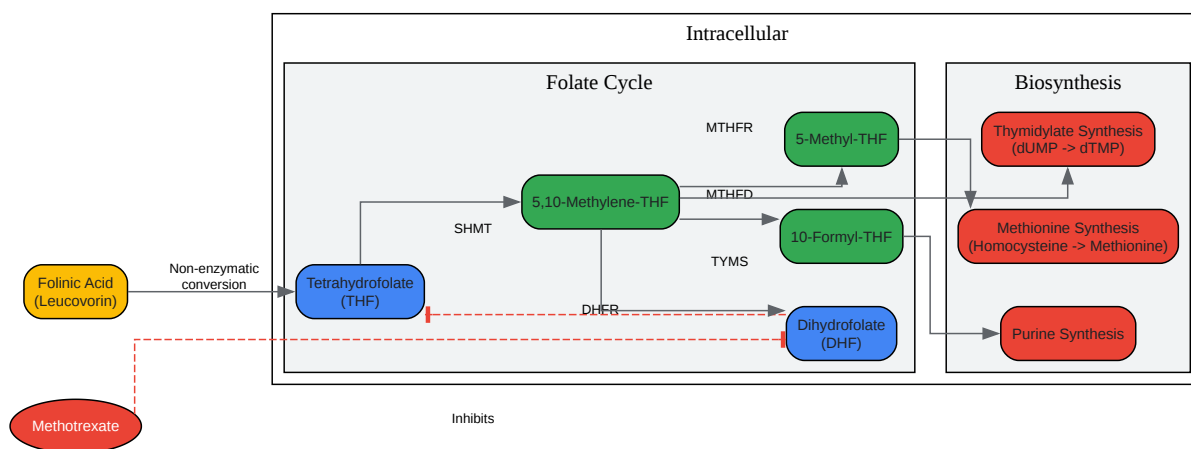 Intracellular
Folate Cycle
Biosynthesis
MTHFR
5-Methyl-THF
Thymidylate Synthesis
(dUMP -> dTMP)
5,10-Methylene-THF
MTHFD
SHMT
10-Formyl-THF
Methionine Synthesis
(Homocysteine -> Methionine)
TYMS
Folinic Acid
(Leucovorin)
Non-enzymatic
conversion
Tetrahydrofolate
(THF)
DHFR
Dihydrofolate
(DHF)
Purine Synthesis
Methotrexate
Inhibits